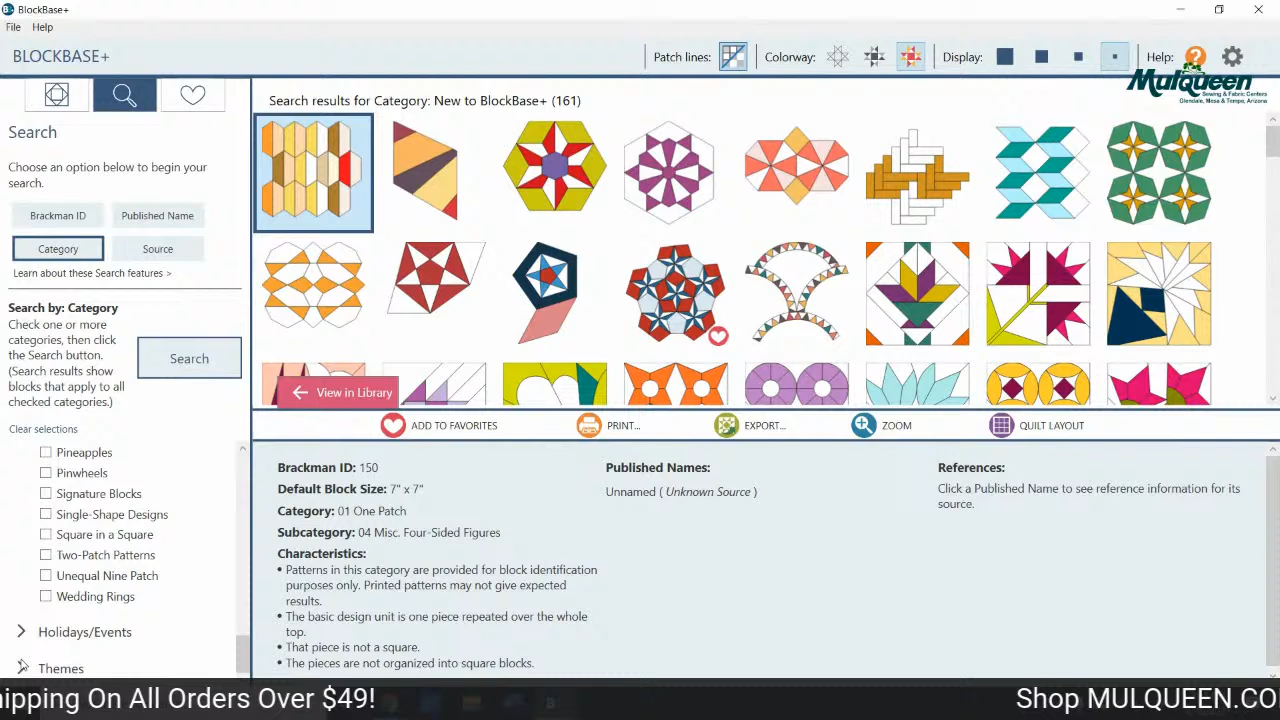 BlockBase+
File Help
BLOCKBASE+
Patch lines:
Colorway:
Display:
Help:
Mulqueen
Sewing & Fabric Centers
Glendale, Mesa & Tempe, Arizona
Search
Choose an option below to begin your
search.
Brackman ID
Published Name
Category
Source
Learn about these Search features >
Search by: Category
Check one or more
categories, then click
the Search button.
(Search results show
blocks that apply to all
checked categories.)
Search
Clear selections
Pineapples
Pinwheels
Signature Blocks
Single-Shape Designs
Square in a Square
Two-Patch Patterns
Unequal Nine Patch
Wedding Rings
Holidays/Events
Themes
Search results for Category: New to BlockBase+ (161)
View in Library
ADD TO FAVORITES
PRINT...
EXPORT...
ZOOM
QUILT LAYOUT
Brackman ID: 150
Default Block Size: 7" x 7"
Category: 01 One Patch
Subcategory: 04 Misc. Four-Sided Figures
Characteristics:
• Patterns in this category are provided for block identification
purposes only. Printed patterns may not give expected
results.
• The basic design unit is one piece repeated over the whole
top.
• That piece is not a square.
• The pieces are not organized into square blocks.
Published Names:
Unnamed ( Unknown Source )
References:
Click a Published Name to see reference information for its
source.
hipping On All Orders Over $49!
Shop MULQUEEN.CO